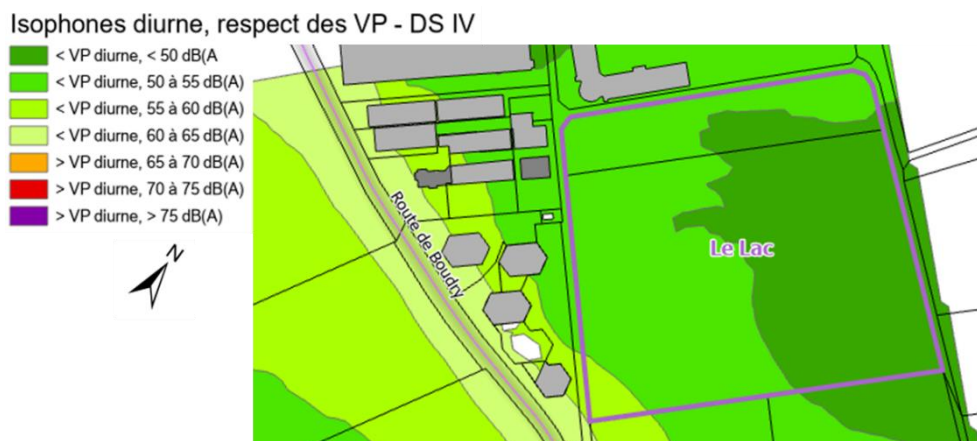 Isophones diurne, respect des VP - DS IV
< VP diurne, < 50 dB(A
< VP diurne, 50 à 55 dB(A)
< VP diurne, 55 à 60 dB(A)
< VP diurne, 60 à 65 dB(A)
> VP diurne, 65 à 70 dB(A)
> VP diurne, 70 à 75 dB(A)
> VP diurne, > 75 dB(A)
N
Route de Boudry
Le Lac